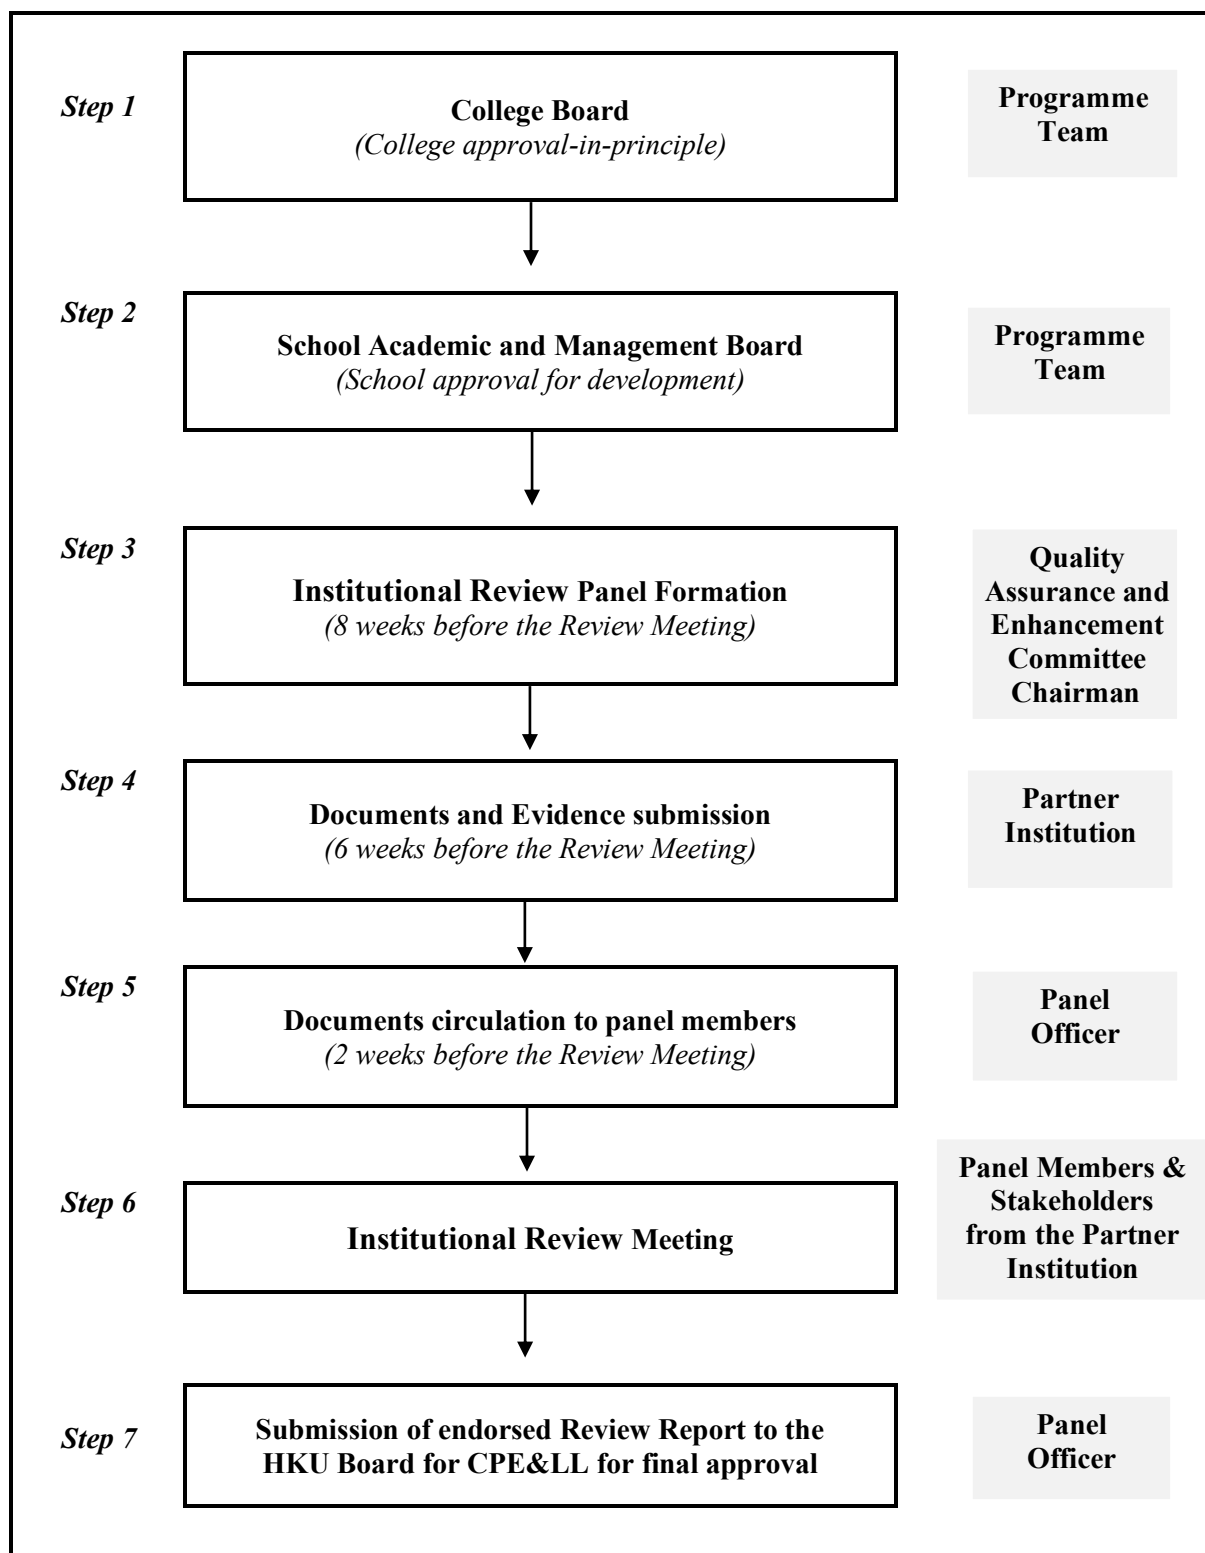 Step 1
College Board
(College approval-in-principle)
Programme
Team
Step 2
School Academic and Management Board
(School approval for development)
Programme
Team
Step 3
Institutional Review Panel Formation
(8 weeks before the Review Meeting)
Quality
Assurance and
Enhancement
Committee
Chairman
Step 4
Documents and Evidence submission
(6 weeks before the Review Meeting)
Partner
Institution
Step 5
Documents circulation to panel members
(2 weeks before the Review Meeting)
Panel
Officer
Step 6
Institutional Review Meeting
Panel Members &
Stakeholders
from the Partner
Institution
Step 7
Submission of endorsed Review Report to the
HKU Board for CPE&LL for final approval
Panel
Officer